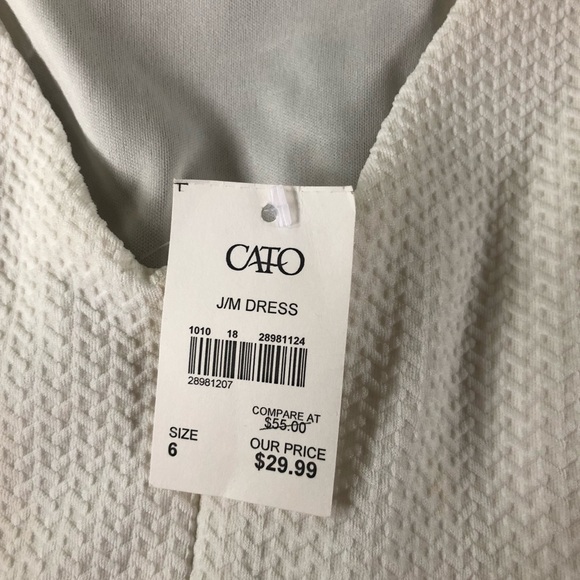 CATO
J/M DRESS
1010 18 28981124
28981207
COMPARE AT
$55.00
SIZE
6
OUR PRICE
$29.99